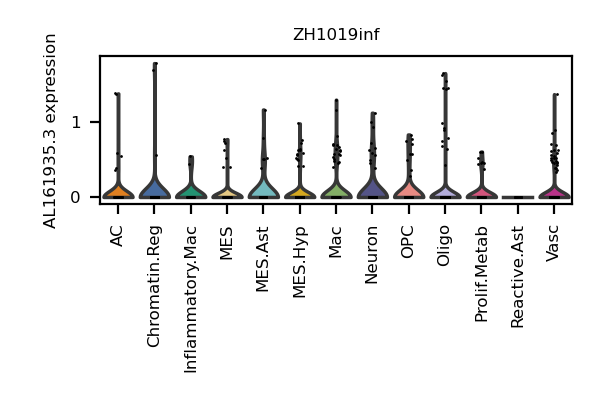 ZH1019inf
AL161935.3 expression
1
0
AC
Chromatin.Reg
Inflammatory.Mac
MES
MES.Ast
MES.Hyp
Mac
Neuron
OPC
Oligo
Prolif.Metab
Reactive.Ast
Vasc